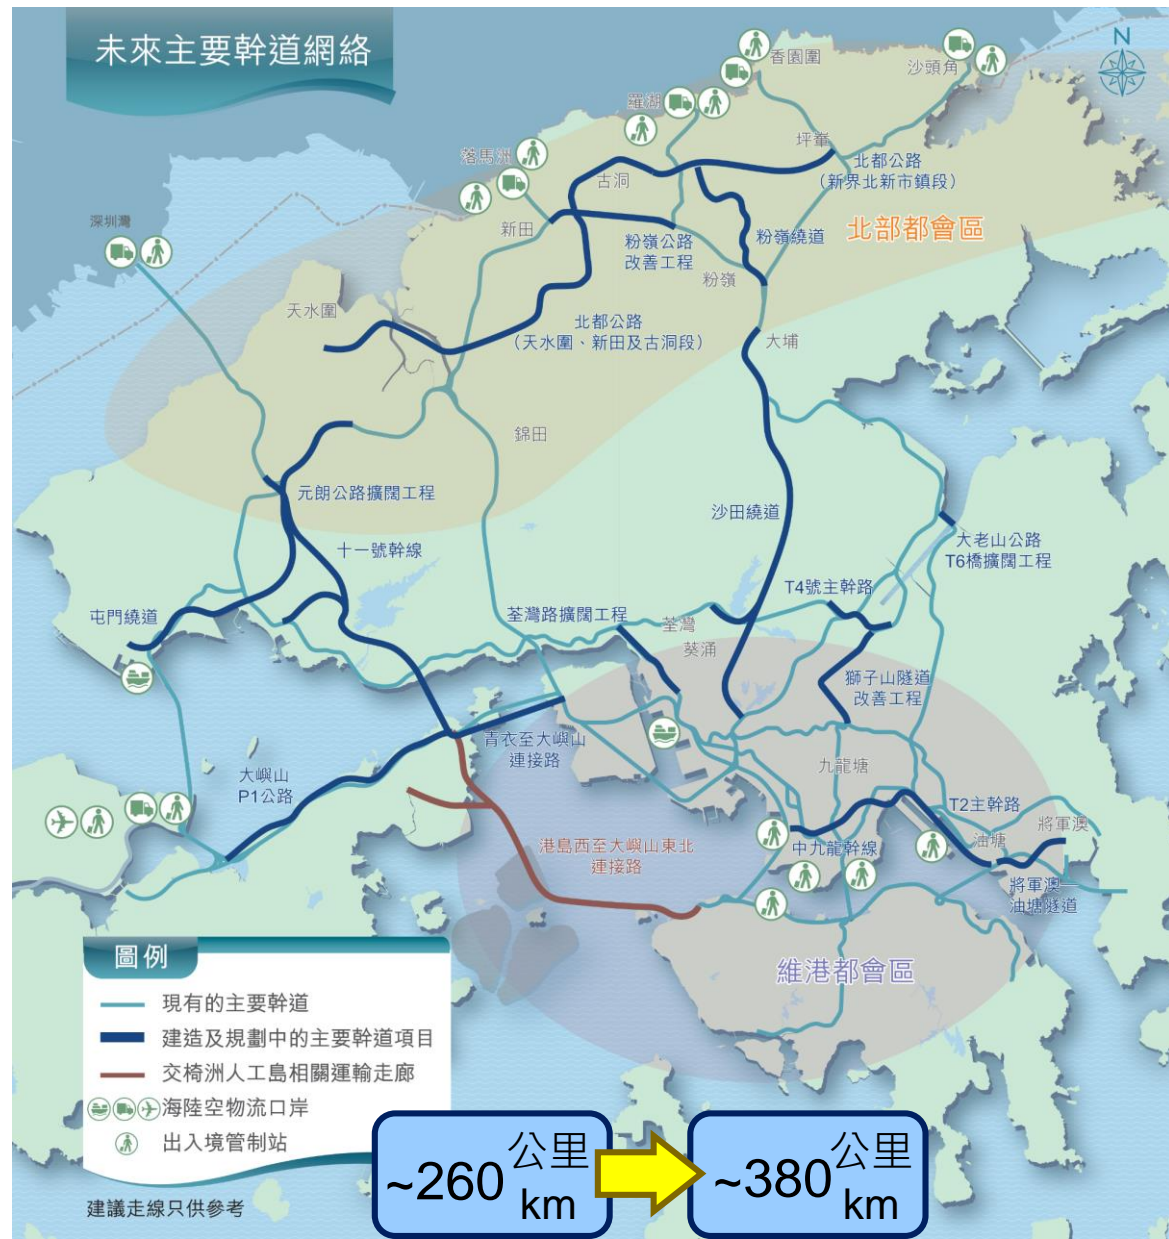 未來主要幹道網絡
N
香園圍
沙頭角
羅湖
落馬洲
坪輋
古洞
北都公路
(新界北新市鎮段)
深圳灣
新田
粉嶺公路
改善工程
粉嶺繞道
北部都會區
粉嶺
天水圍
北都公路
(天水圍、新田及古洞段)
大埔
錦田
元朗公路擴闊工程
沙田繞道
十一號幹線
大老山公路
T6橋擴闊工程
屯門繞道
荃灣路擴闊工程
荃灣
T4號主幹路
葵涌
獅子山隧道
改善工程
青衣至大嶼山
連接路
大嶼山
P1公路
九龍塘
T2主幹路
油塘
將軍澳
港島西至大嶼山東北
連接路
中九龍幹線
將軍澳—
油塘隧道
維港都會區
圖例
現有的主要幹道
建造及規劃中的主要幹道項目
交椅洲人工島相關運輸走廊
海陸空物流口岸
出入境管制站
建議走線只供參考
~260 公里 km
~380 公里 km